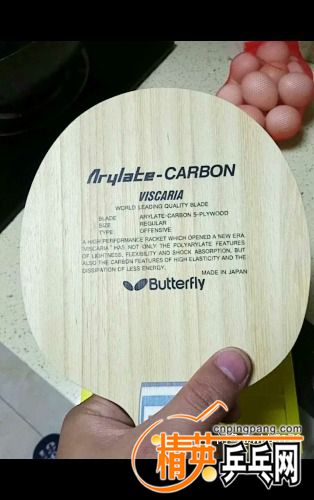 Arylate-CARBON
VISCARIA
WORLD LEADING QUALITY BLADE
BLADE ARYLATE-CARBON 5-PLYWOOD
SIZE REGULAR
TYPE OFFENSIVE
A HIGH PERFORMANCE RACKET WHICH OPENED A NEW ERA.
"VISCARIA" HAS NOT ONLY THE POLYARYLATE FEATURES
OF LIGHTNESS, FLEXIBILITY AND SHOCK ABSORPTION, BUT
ALSO THE CARBON FEATURES OF HIGH ELASTICITY AND THE
DISSIPATION OF LESS ENERGY.
MADE IN JAPAN
Butterfly
cnpingpang.com
精英乒乓网